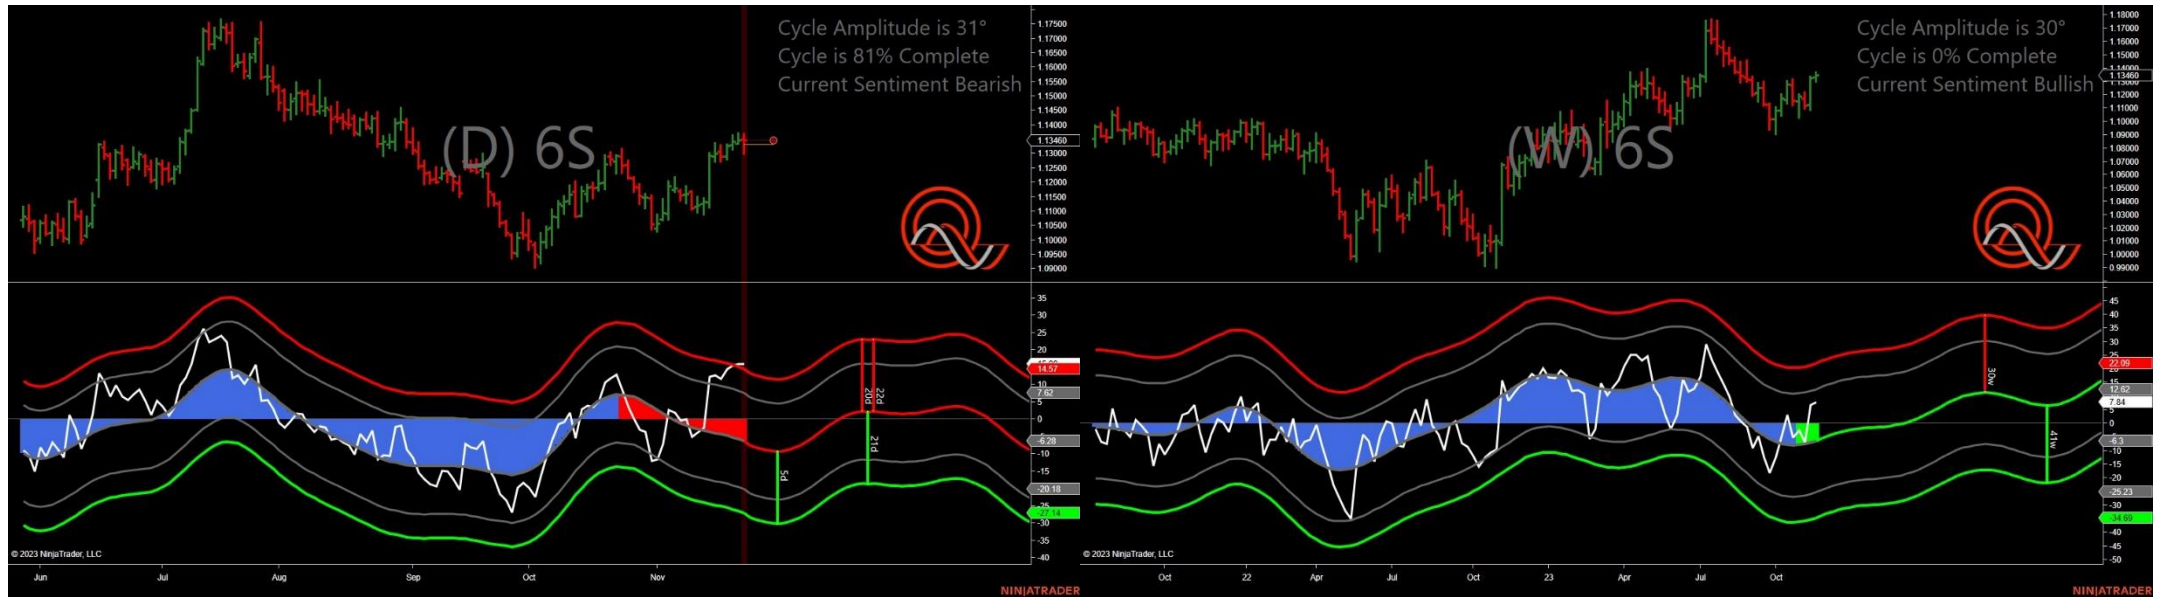 Cycle Amplitude is 31°
Cycle is 81% Complete
Current Sentiment Bearish
(D) 6S
1.17500
1.17000
1.16500
1.16000
1.15500
1.15000
1.14500
1.14000
1.13460
1.13000
1.12500
1.12000
1.11500
1.11000
1.10500
1.10000
1.09500
1.09000
35
30
25
20
14.57
10
7.62
5
0
-6.28
-10
-15
-20.18
-27.14
-30
-35
-40
20d
22d
21d
5d
© 2023 NinjaTrader, LLC
Jun
Jul
Aug
Sep
Oct
Nov
NINJATRADER
Cycle Amplitude is 30°
Cycle is 0% Complete
Current Sentiment Bullish
(W) 6S
1.18000
1.17000
1.16000
1.15000
1.14000
1.13460
1.12000
1.11000
1.10000
1.09000
1.08000
1.07000
1.06000
1.05000
1.04000
1.03000
1.02000
1.01000
1.00000
0.99000
45
40
35
30
25
22.09
15
12.62
7.84
5
0
-6.3
-10
-15
-20
-25.23
-30
-34.69
-40
-45
-50
30w
41w
© 2023 NinjaTrader, LLC
Oct
22
Apr
Jul
Oct
23
Apr
Jul
Oct
NINJATRADER